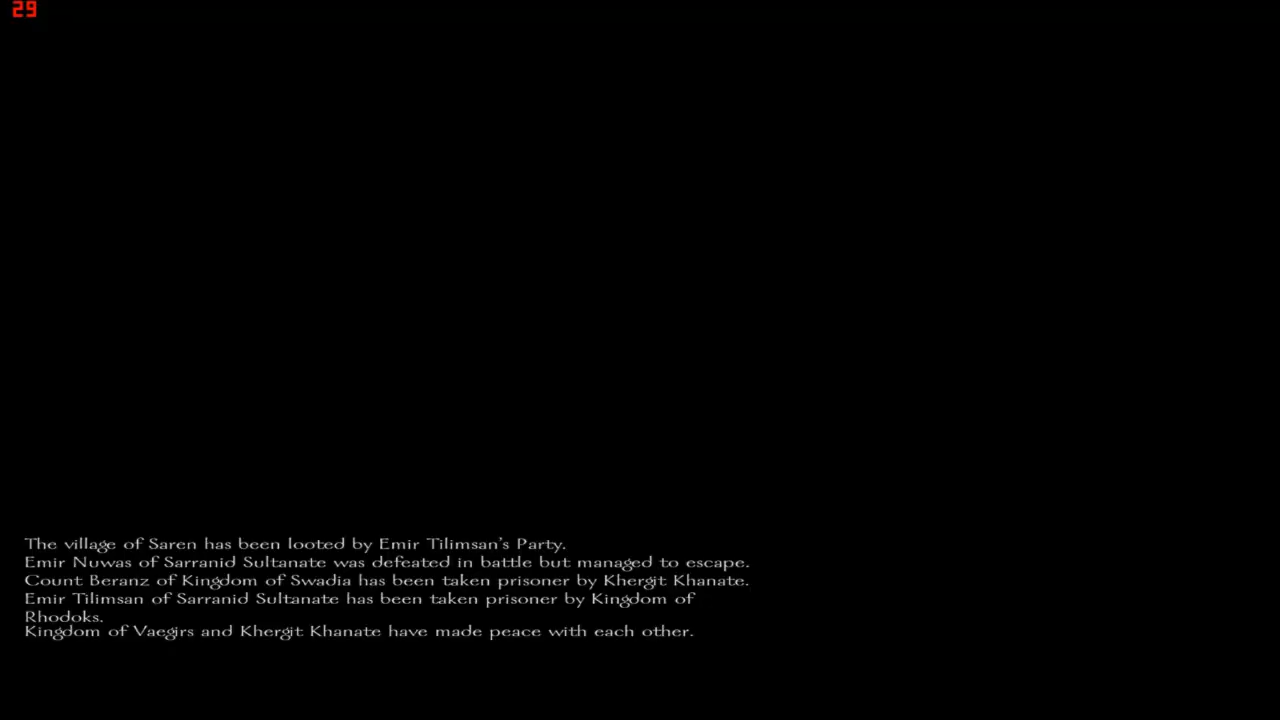 29
The village of Saren has been looted by Emir Tilimsan's Party.
Emir Nuwas of Sarranid Sultanate was defeated in battle but managed to escape.
Count Beranz of Kingdom of Swadia has been taken prisoner by Khergit Khanate.
Emir Tilimsan of Sarranid Sultanate has been taken prisoner by Kingdom of
Rhodoks.
Kingdom of Vaegirs and Khergit Khanate have made peace with each other.